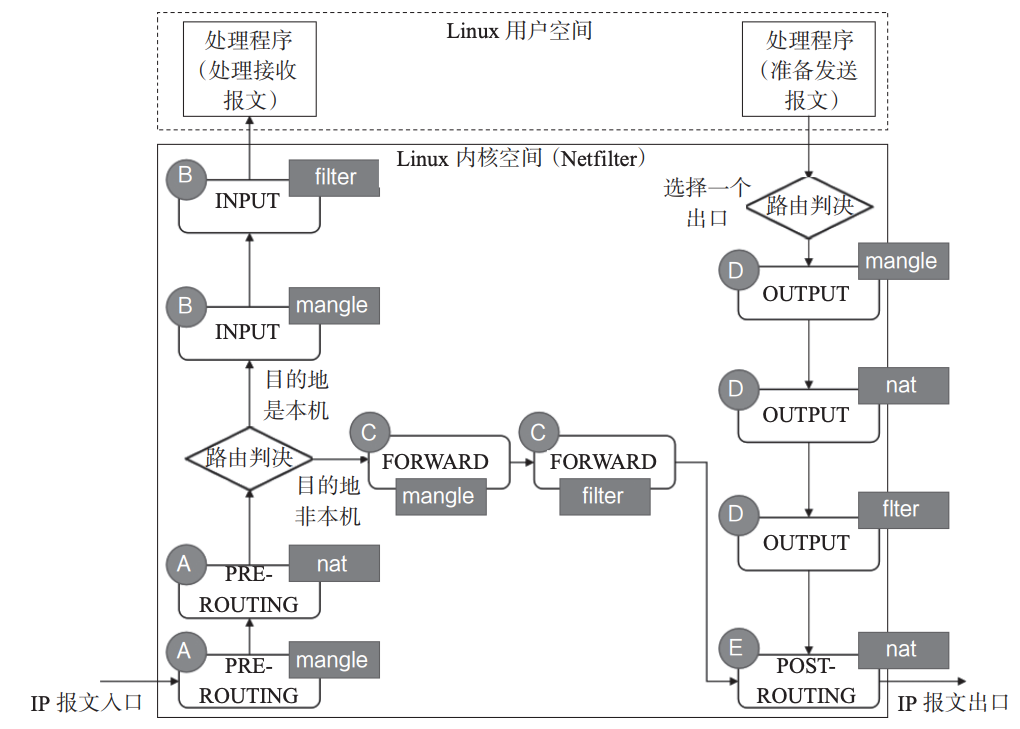 Linux 用户空间
处理程序
（处理接收
报文）
处理程序
（准备发送
报文）
Linux 内核空间（Netfilter）
B
filter
INPUT
选择一个
出口
路由判决
D
mangle
OUTPUT
B
mangle
INPUT
目的地
是本机
D
nat
OUTPUT
路由判决
目的地
非本机
C
FORWARD
mangle
C
FORWARD
filter
D
flter
OUTPUT
A
nat
PRE-
ROUTING
A
mangle
PRE-
ROUTING
E
nat
POST-
ROUTING
IP 报文入口
IP 报文出口